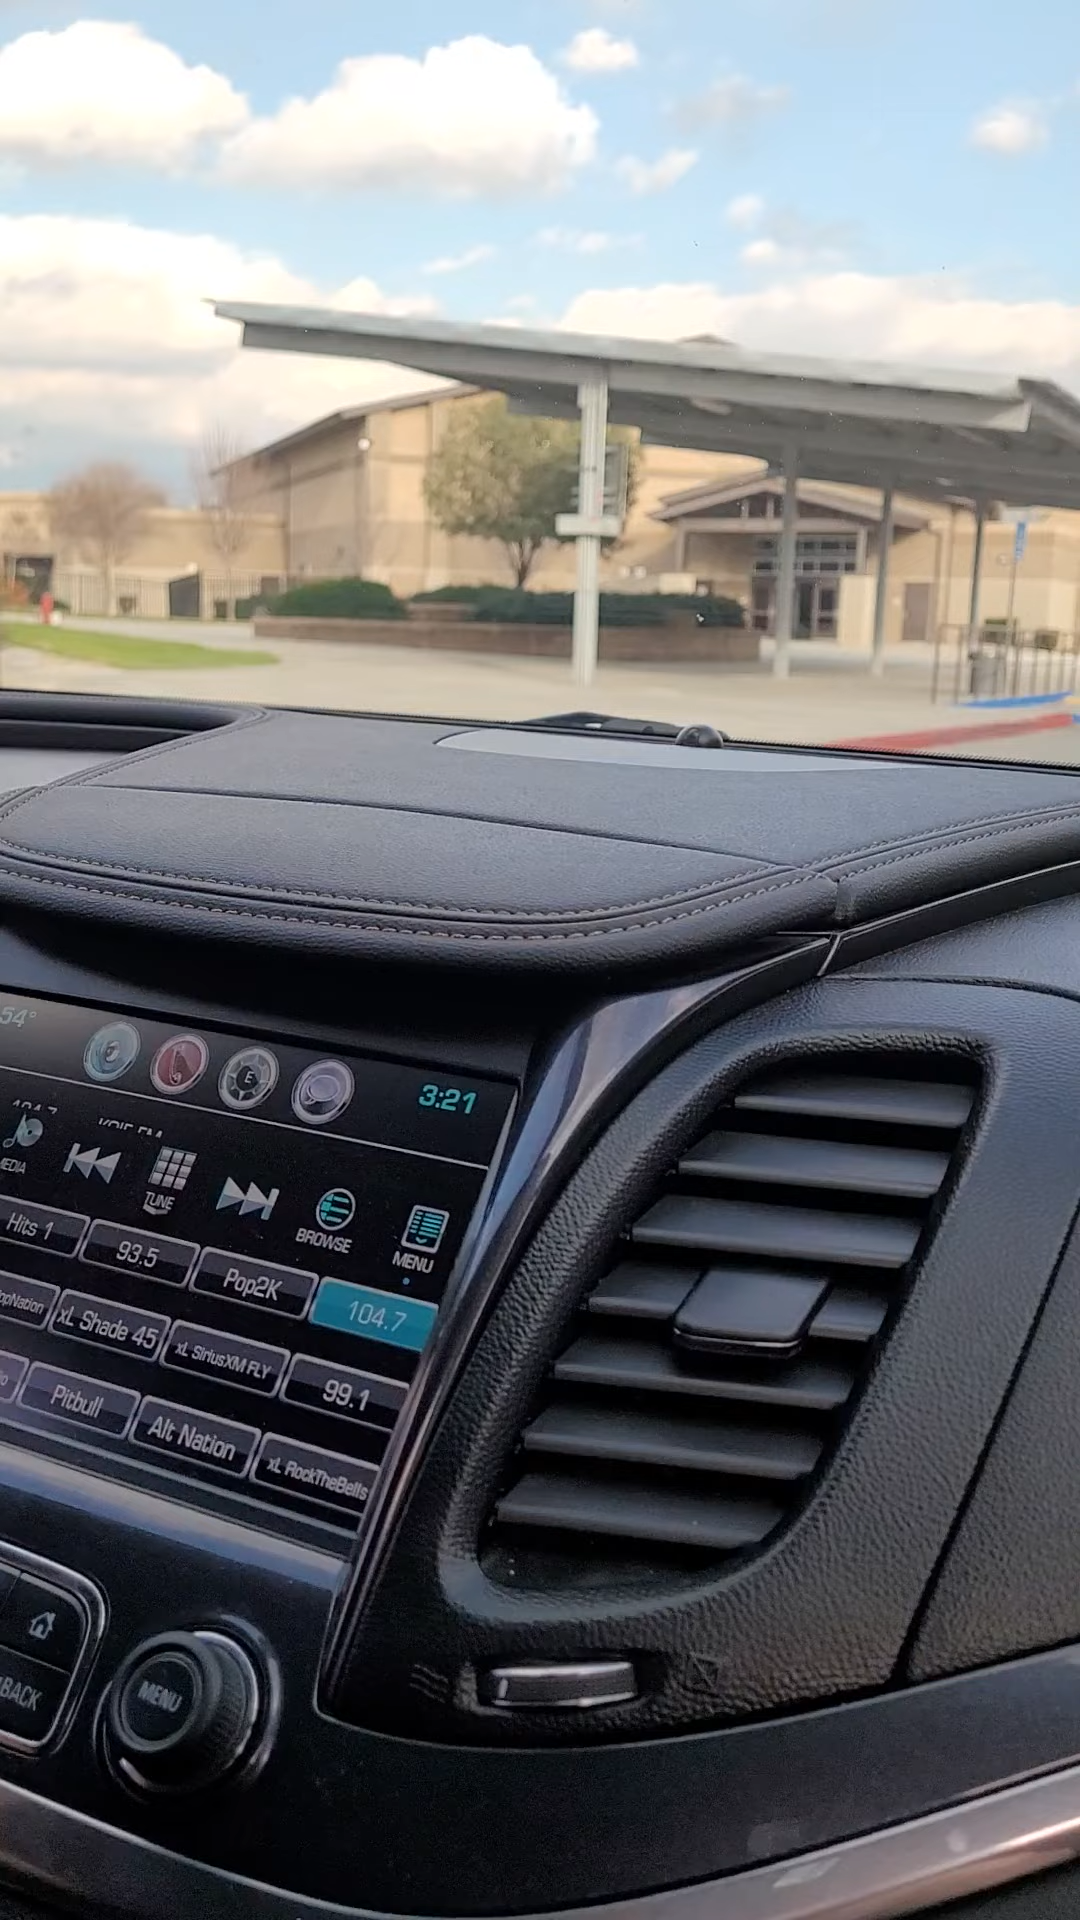 54°
E
3:21
MEDIA
TUNE
BROWSE
MENU
Hits 1
93.5
Pop2K
104.7
xL Shade 45
xL SiriusXM FLY
99.1
Pitbull
Alt Nation
xL RockTheBells
MENU
BACK